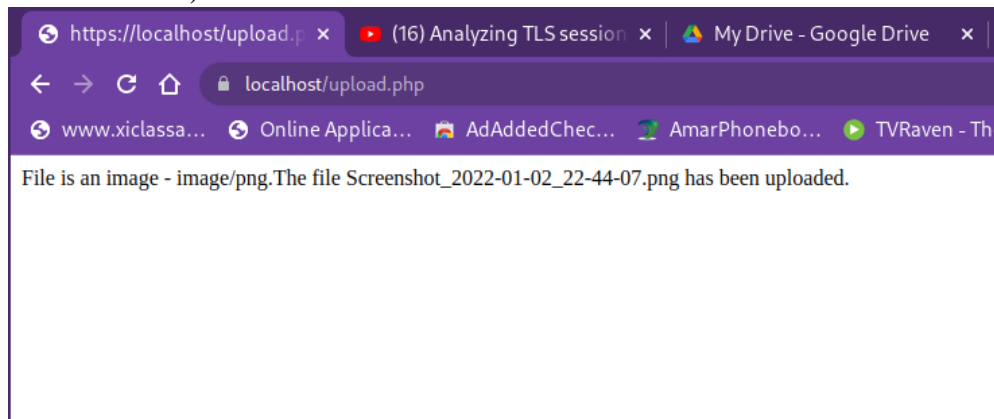 https://localhost/upload.p (16) Analyzing TLS session My Drive - Google Drive
localhost/upload.php
www.xiclassa... Online Applica... AdAddedChec... AmarPhonebo... TVRaven - Th
File is an image - image/png.The file Screenshot_2022-01-02_22-44-07.png has been uploaded.